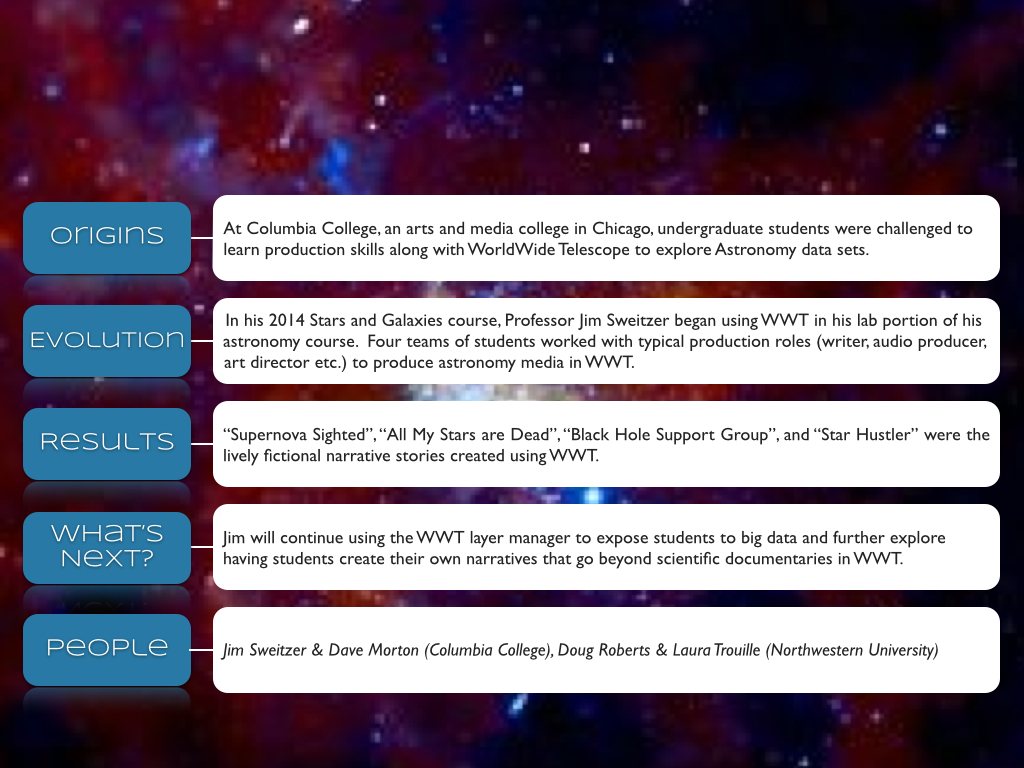 Origins
At Columbia College, an arts and media college in Chicago, undergraduate students were challenged to
learn production skills along with WorldWide Telescope to explore Astronomy data sets.
Evolution
In his 2014 Stars and Galaxies course, Professor Jim Sweitzer began using WWT in his lab portion of his
astronomy course.  Four teams of students worked with typical production roles (writer, audio producer,
art director etc.) to produce astronomy media in WWT.
Results
“Supernova Sighted”, “All My Stars are Dead”, “Black Hole Support Group”, and “Star Hustler” were the
lively fictional narrative stories created using WWT.
What’s
Next?
Jim will continue using the WWT layer manager to expose students to big data and further explore
having students create their own narratives that go beyond scientific documentaries in WWT.
People
Jim Sweitzer & Dave Morton (Columbia College), Doug Roberts & Laura Trouille (Northwestern University)